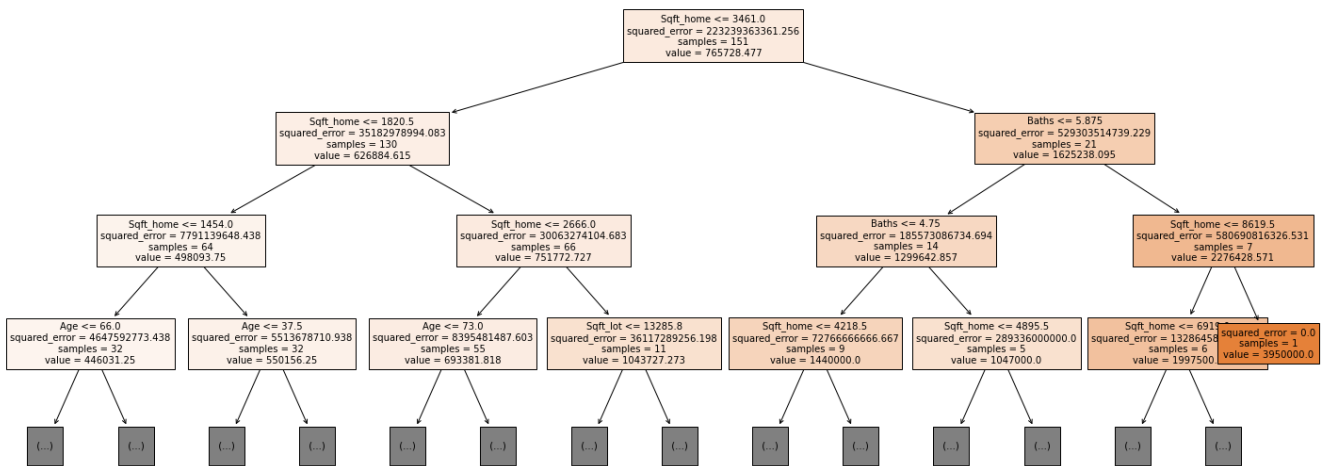 Sqft_home <= 3461.0
squared_error = 223239363361.256
samples = 151
value = 765728.477
Sqft_home <= 1820.5
squared_error = 35182978994.083
samples = 130
value = 626884.615
Baths <= 5.875
squared_error = 529303514739.229
samples = 21
value = 1625238.095
Sqft_home <= 1454.0
squared_error = 7791139648.438
samples = 64
value = 498093.75
Sqft_home <= 2666.0
squared_error = 30063274104.683
samples = 66
value = 751772.727
Baths <= 4.75
squared_error = 185573086734.694
samples = 14
value = 1299642.857
Sqft_home <= 8619.5
squared_error = 580690816326.531
samples = 7
value = 2276428.571
Age <= 66.0
squared_error = 4647592773.438
samples = 32
value = 446031.25
Age <= 37.5
squared_error = 5513678710.938
samples = 32
value = 550156.25
Age <= 73.0
squared_error = 8395481487.603
samples = 55
value = 693381.818
Sqft_lot <= 13285.8
squared_error = 36117289256.198
samples = 11
value = 1043727.273
Sqft_home <= 4218.5
squared_error = 72766666666.667
samples = 9
value = 1440000.0
Sqft_home <= 4895.5
squared_error = 289336000000.0
samples = 5
value = 1047000.0
Sqft_home <=
squared_error =
samples = 6
value =
squared_error = 0.0
samples = 1
value = 3950000.0
(...)
(...)
(...)
(...)
(...)
(...)
(...)
(...)
(...)
(...)
(...)
(...)
(...)
(...)